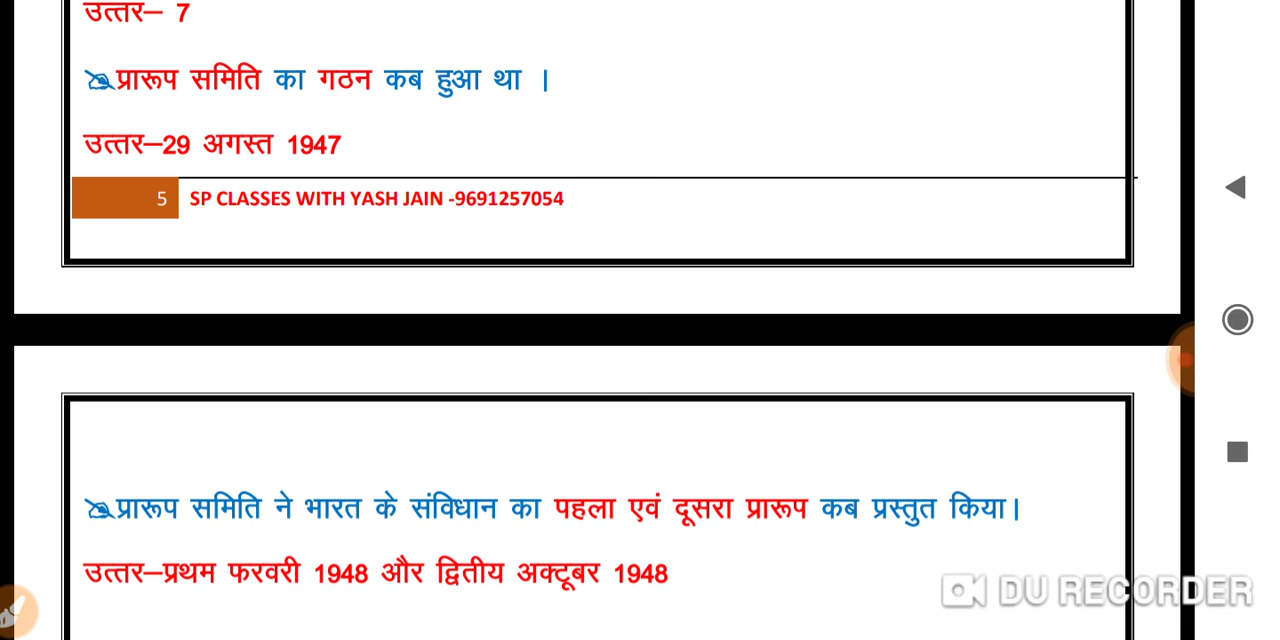 उत्तर– 7
प्रारूप समिति का गठन कब हुआ था ।
उत्तर–29 अगस्त 1947
5 SP CLASSES WITH YASH JAIN -9691257054
प्रारूप समिति ने भारत के संविधान का पहला एवं दूसरा प्रारूप कब प्रस्तुत किया।
उत्तर–प्रथम फरवरी 1948 और द्वितीय अक्टूबर 1948
DU RECORDER